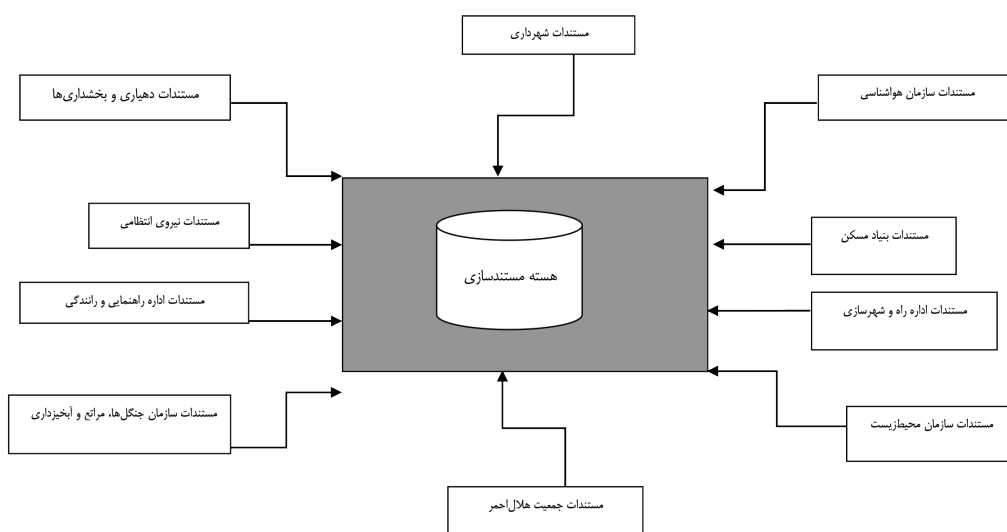 مستندات شهرداری
مستندات سازمان هواشناسی
مستندات دهیاری و بخشداری‌ها
مستندات نیروی انتظامی
مستندات بنیاد مسکن
هسته مستندسازی
مستندات اداره راهنمایی و رانندگی
مستندات اداره راه و شهرسازی
مستندات سازمان جنگل‌ها، مراتع و آبخیزداری
مستندات سازمان محیط‌زیست
مستندات جمعیت هلال‌احمر